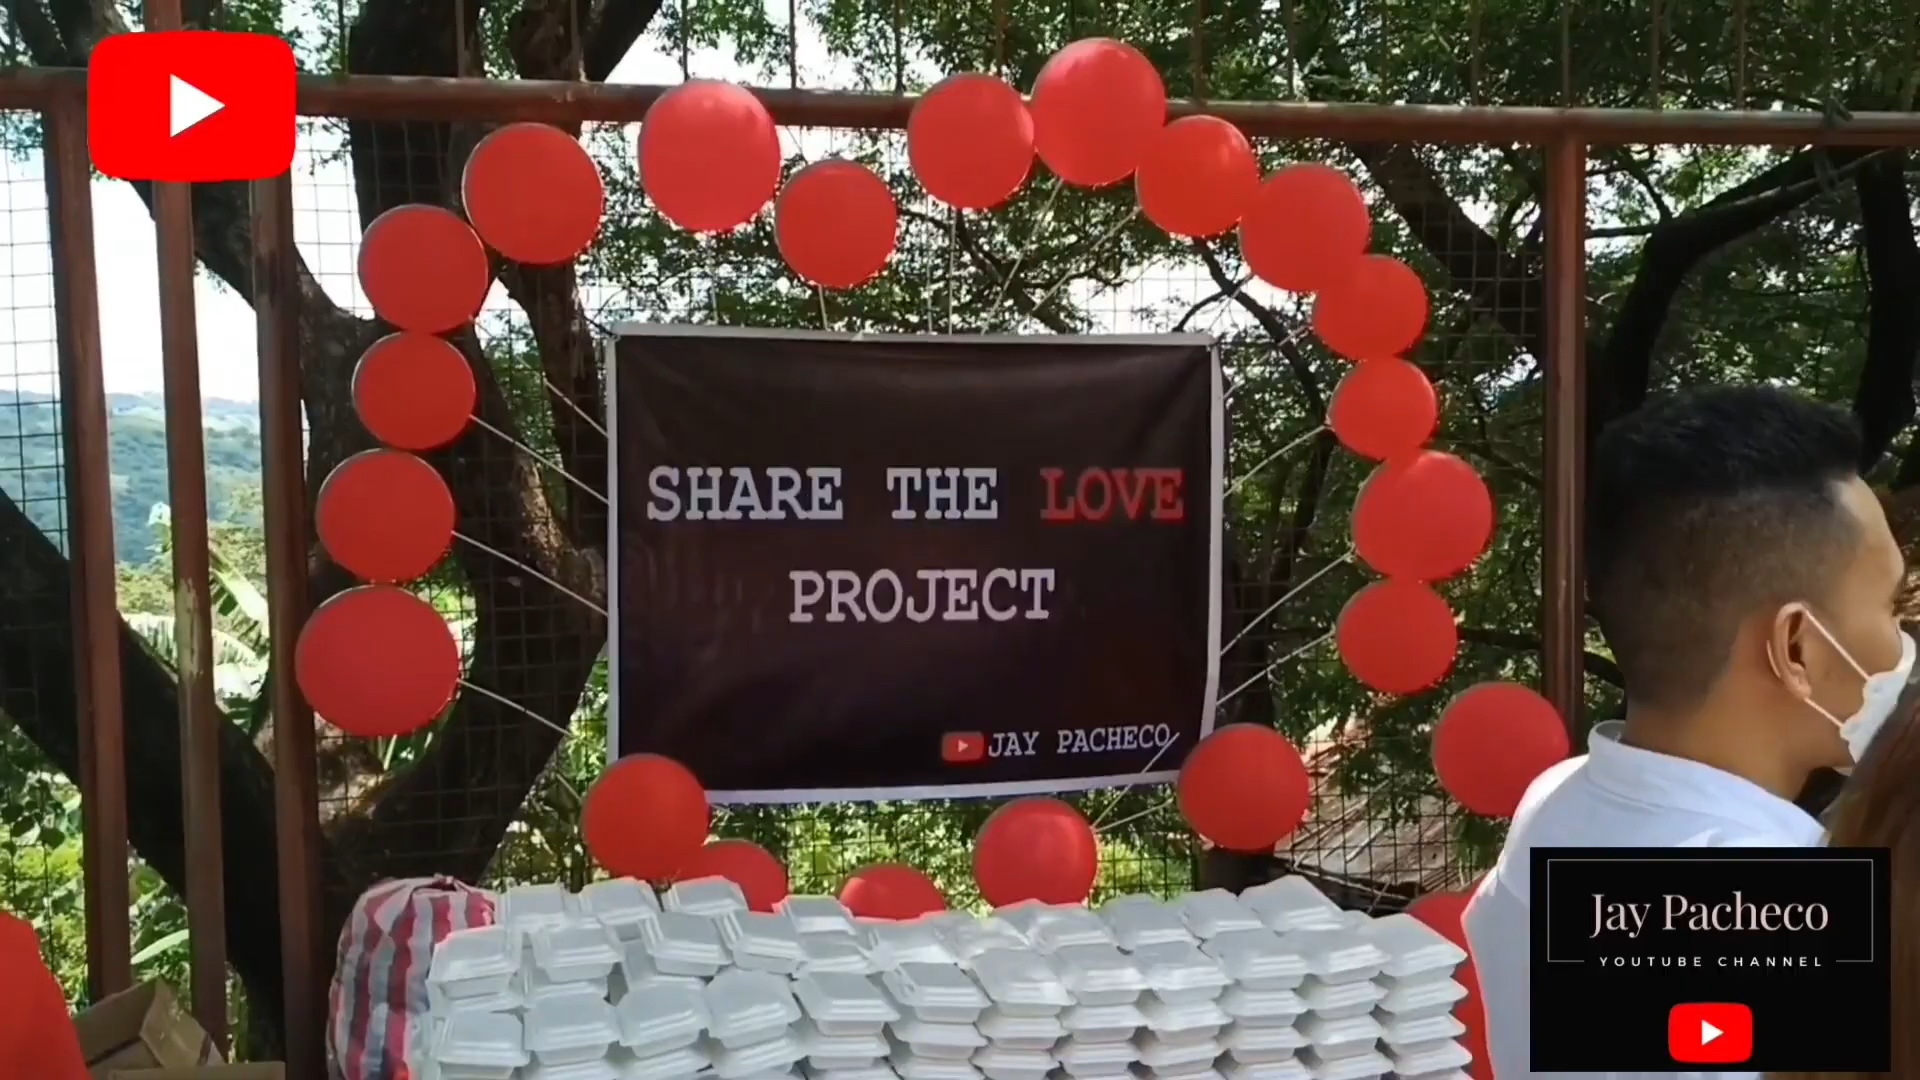 SHARE THE LOVE
PROJECT
JAY PACHECO
Jay Pacheco
YOUTUBE CHANNEL